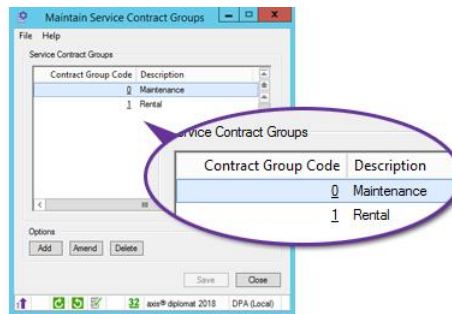 Maintain Service Contract Groups
File Help
Service Contract Groups
Contract Group Code Description
0 Maintenance
1 Rental
Service Contract Groups
Contract Group Code Description
0 Maintenance
1 Rental
Options
Add Amend Delete
Save Close
32 axis® diplomat 2018 DPA (Local)